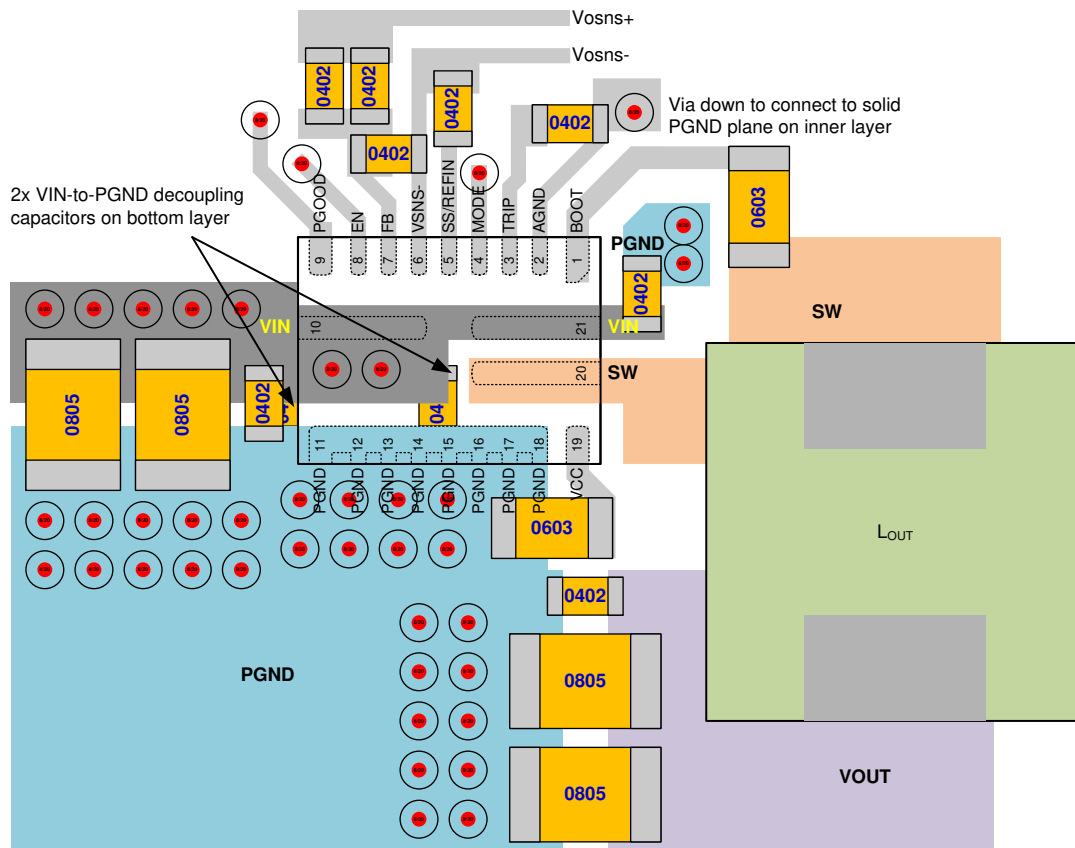 Vosns+
Vosns-
0402
0402
0402
0402
0402
Via down to connect to solid
PGND plane on inner layer
2x VIN-to-PGND decoupling
capacitors on bottom layer
PGOOD
EN
FB
VSNS-
SS/REFIN
MODE
TRIP
AGND
BOOT
9
8
7
6
5
4
3
2
1
0603
PGND
0402
SW
VIN
10
21
VIN
20
SW
0805
0805
0402
04
04
11
12
13
14
15
16
17
18
19
PGND
PGND
PGND
PGND
PGND
PGND
PGND
PGND
VCC
0603
LOUT
0402
PGND
0805
0805
VOUT